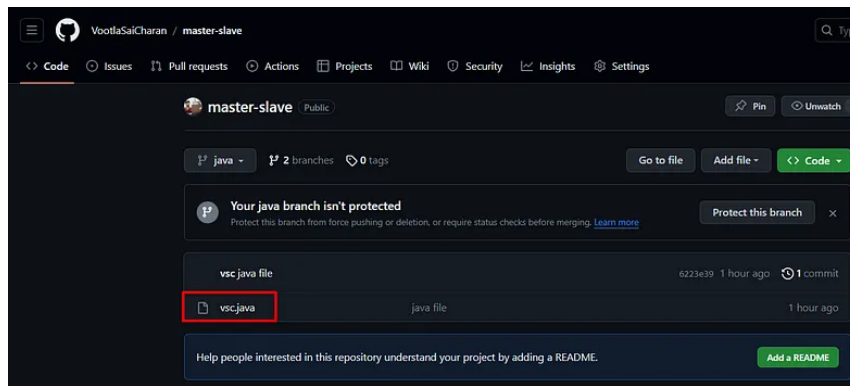 VootlaSaiCharan / master-slave
Code Issues Pull requests Actions Projects Wiki Security Insights Settings
master-slave Public Pin Unwatch
java 2 branches 0 tags Go to file Add file Code
Your java branch isn't protected
Protect this branch from force pushing or deletion, or require status checks before merging. Learn more
Protect this branch
vsc java file 6223e39 1 hour ago 1 commit
vsc.java java file 1 hour ago
Help people interested in this repository understand your project by adding a README. Add a README